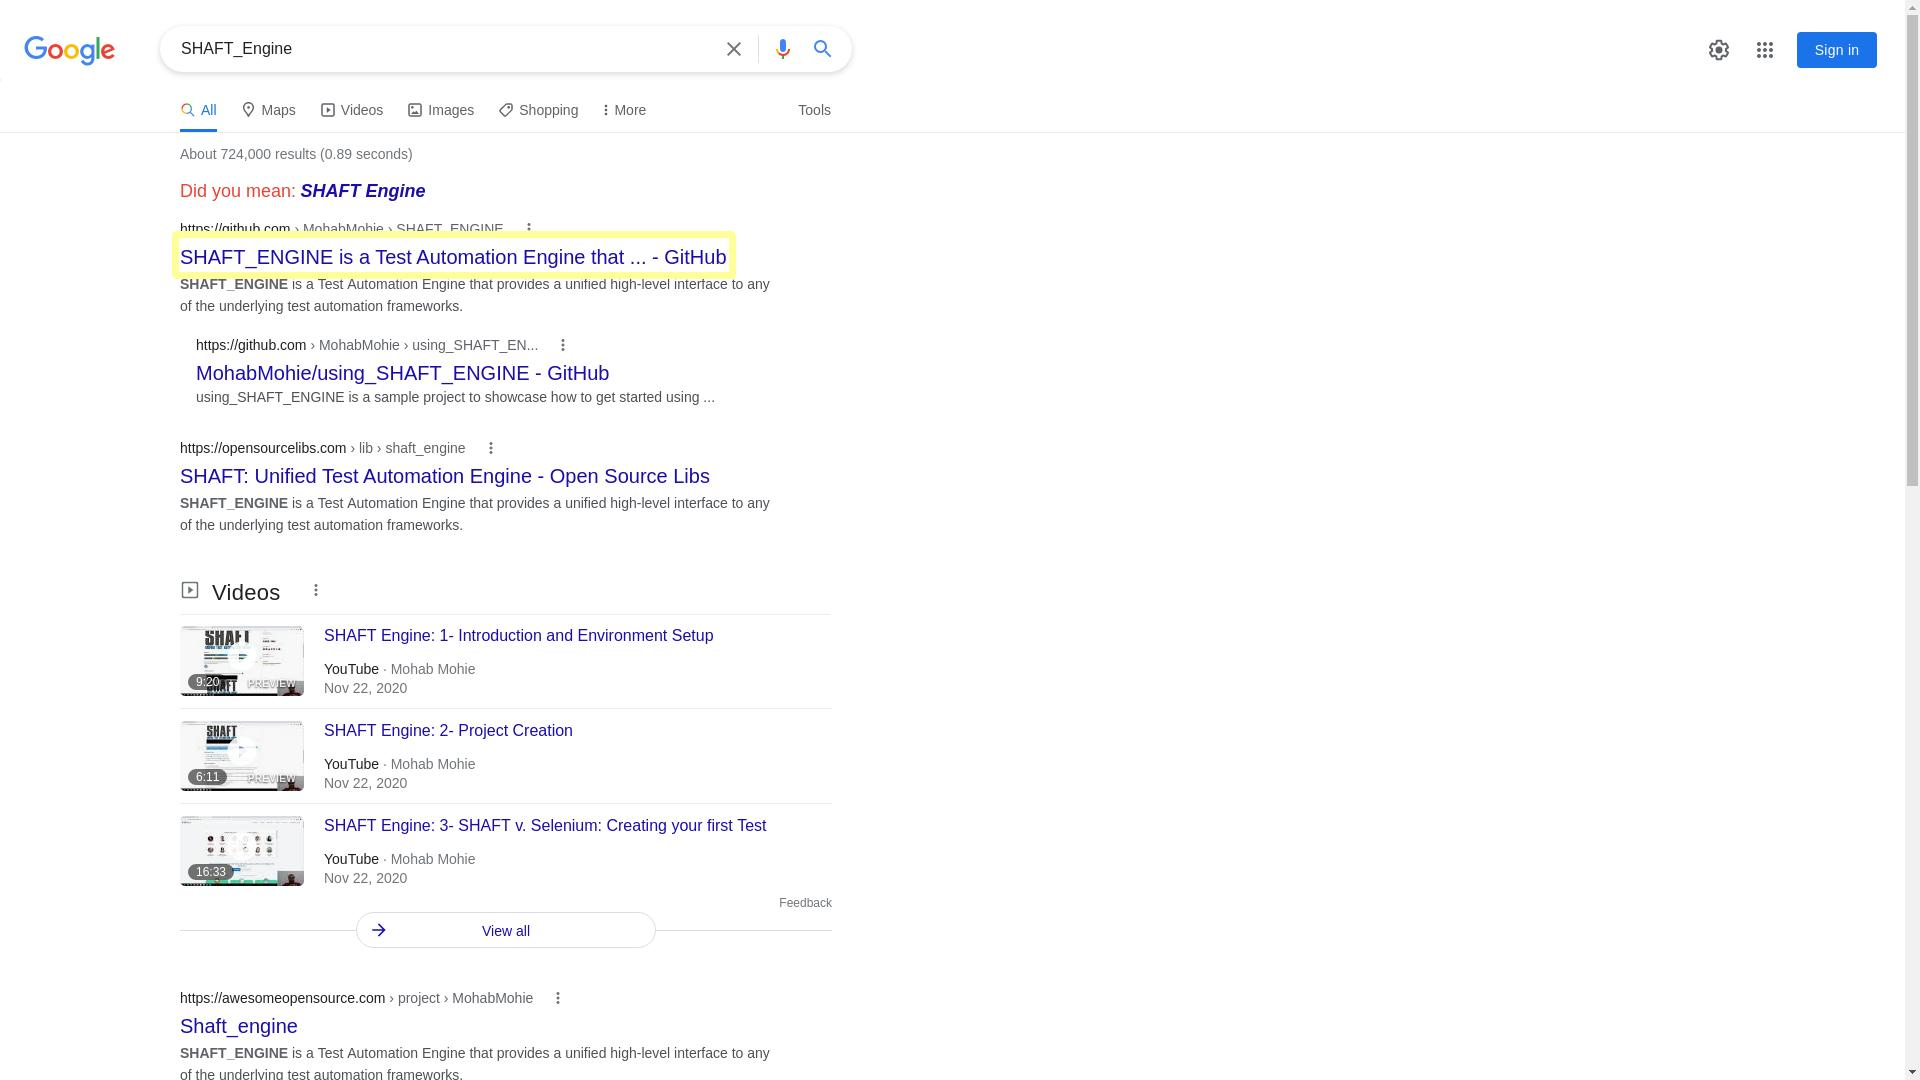 Google
SHAFT_Engine
Sign in
All
Maps
Videos
Images
Shopping
More
Tools
About 724,000 results (0.89 seconds)
Did you mean: SHAFT Engine
https://github.com › MohabMohie › SHAFT_ENGINE
SHAFT_ENGINE is a Test Automation Engine that ... - GitHub
SHAFT_ENGINE is a Test Automation Engine that provides a unified high-level interface to any
of the underlying test automation frameworks.
https://github.com › MohabMohie › using_SHAFT_EN...
MohabMohie/using_SHAFT_ENGINE - GitHub
using_SHAFT_ENGINE is a sample project to showcase how to get started using ...
https://opensourcelibs.com › lib › shaft_engine
SHAFT: Unified Test Automation Engine - Open Source Libs
SHAFT_ENGINE is a Test Automation Engine that provides a unified high-level interface to any
of the underlying test automation frameworks.
Videos
SHAFT
9:20
PREVIEW
SHAFT
SHAFT Engine: 1- Introduction and Environment Setup
YouTube · Mohab Mohie
Nov 22, 2020
SHAFT
6:11
PREVIEW
SHAFT Engine: 2- Project Creation
YouTube · Mohab Mohie
Nov 22, 2020
16:33
SHAFT Engine: 3- SHAFT v. Selenium: Creating your first Test
YouTube · Mohab Mohie
Nov 22, 2020
Feedback
View all
https://awesomeopensource.com › project › MohabMohie
Shaft_engine
SHAFT_ENGINE is a Test Automation Engine that provides a unified high-level interface to any
of the underlying test automation frameworks.